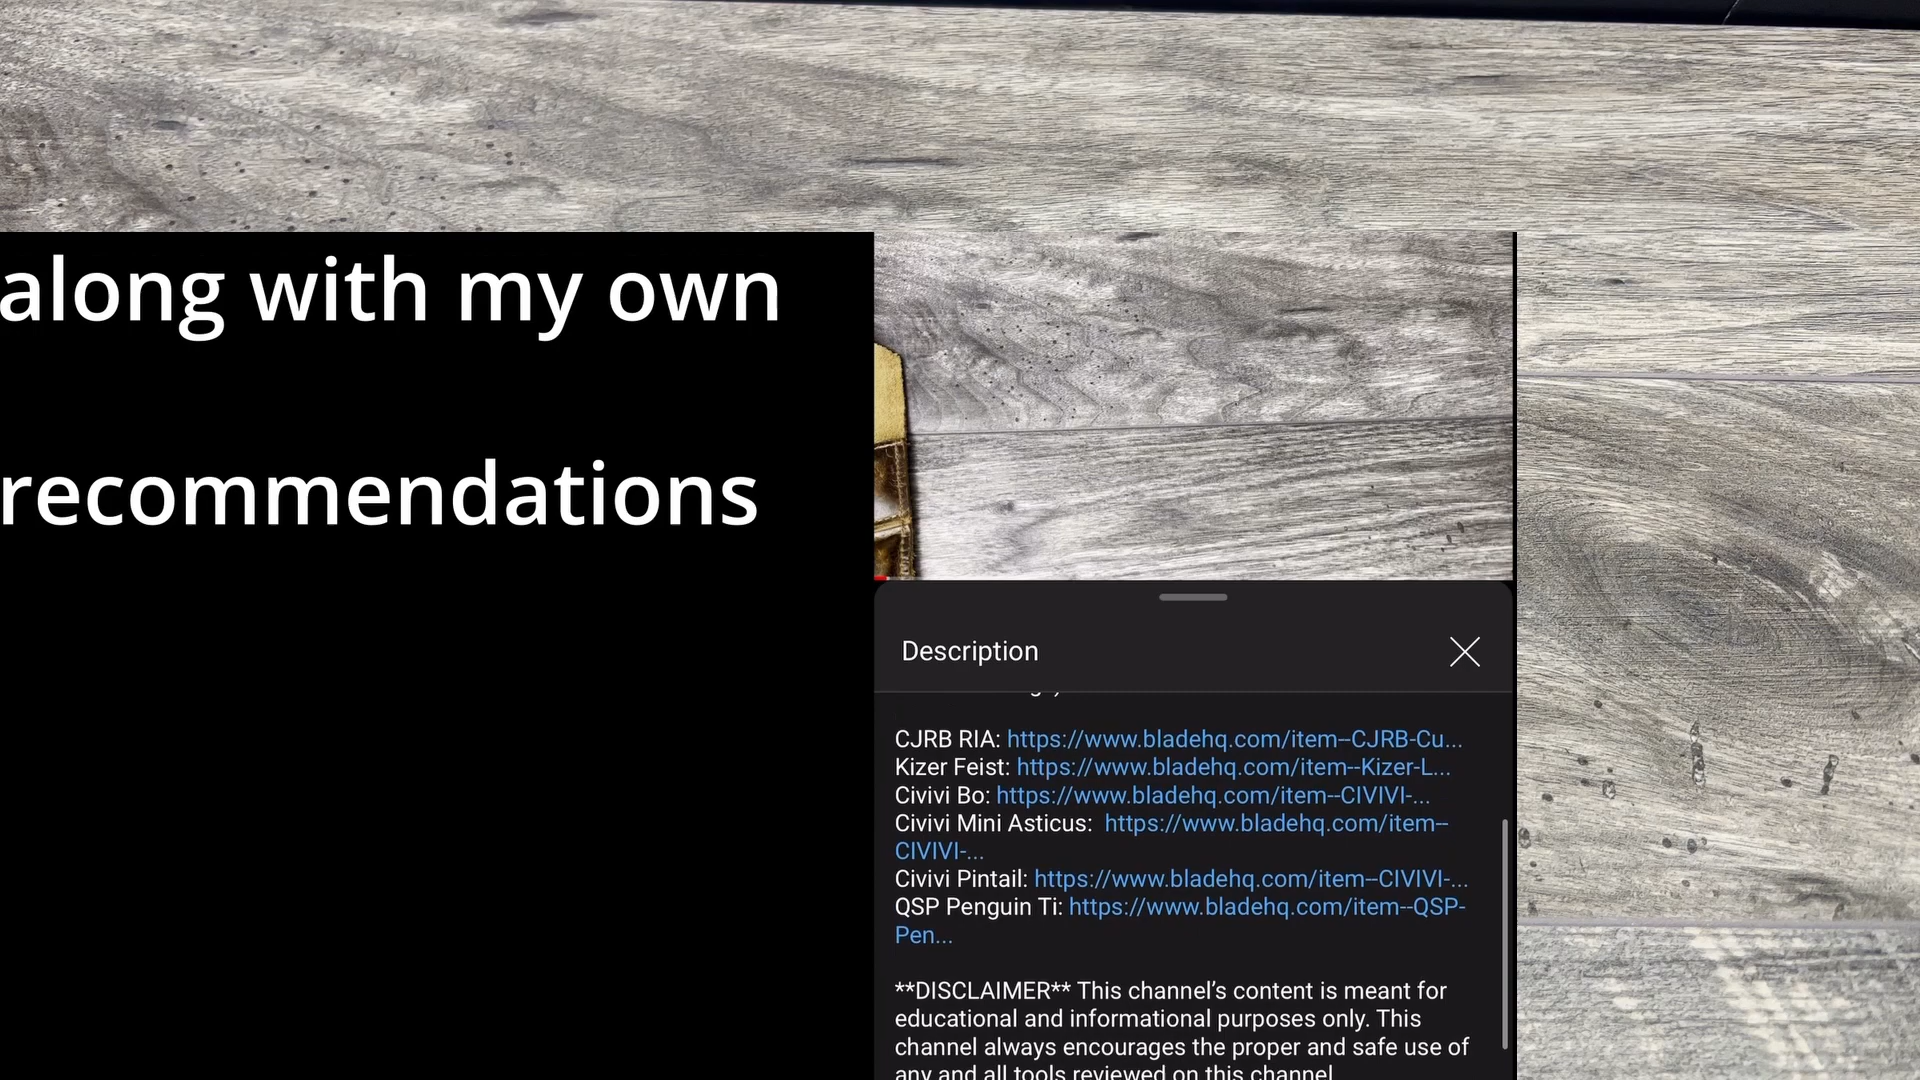 along with my own
recommendations
Description
CJRB RIA: https://www.bladehq.com/item--CJRB-Cu...
Kizer Feist: https://www.bladehq.com/item--Kizer-L...
Civivi Bo: https://www.bladehq.com/item--CIVIVI-...
Civivi Mini Asticus:  https://www.bladehq.com/item--
CIVIVI-...
Civivi Pintail: https://www.bladehq.com/item--CIVIVI-...
QSP Penguin Ti: https://www.bladehq.com/item--QSP-
Pen...
**DISCLAIMER** This channel’s content is meant for
educational and informational purposes only. This
channel always encourages the proper and safe use of
any and all tools reviewed on this channel